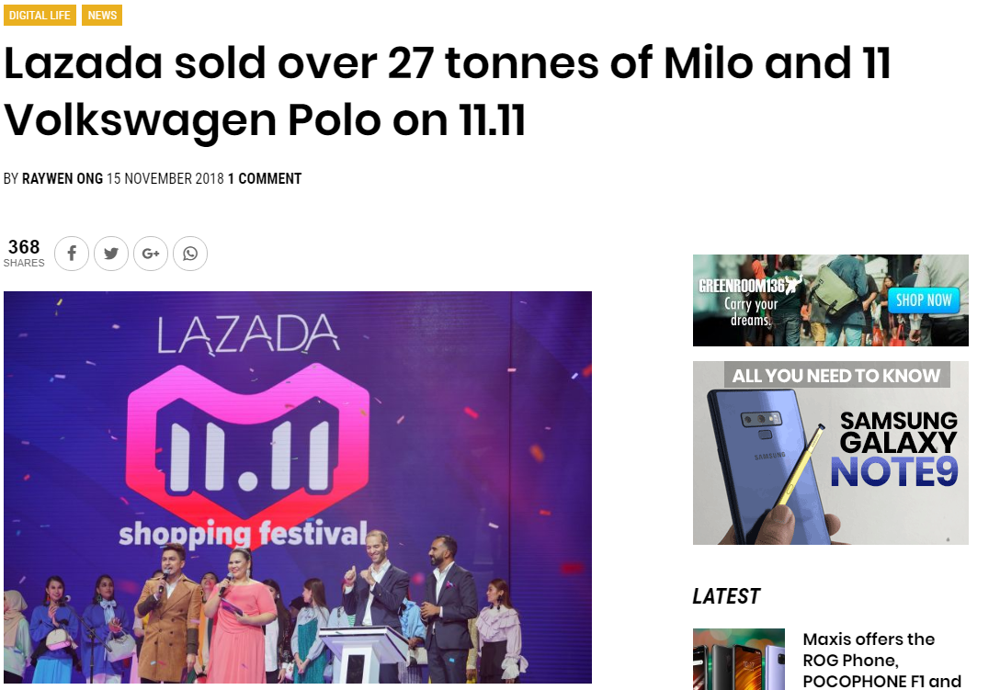 DIGITAL LIFE NEWS
Lazada sold over 27 tonnes of Milo and 11
Volkswagen Polo on 11.11
BY RAYWEN ONG 15 NOVEMBER 2018 1 COMMENT
368
SHARES
G+
LAZADA
11.11
shopping festival
GREENROOM136
Carry your
dreams.
SHOP NOW
ALL YOU NEED TO KNOW
SAMSUNG
SAMSUNG
GALAXY
NOTE9
LATEST
Maxis offers the
ROG Phone,
POCOPHONE F1 and